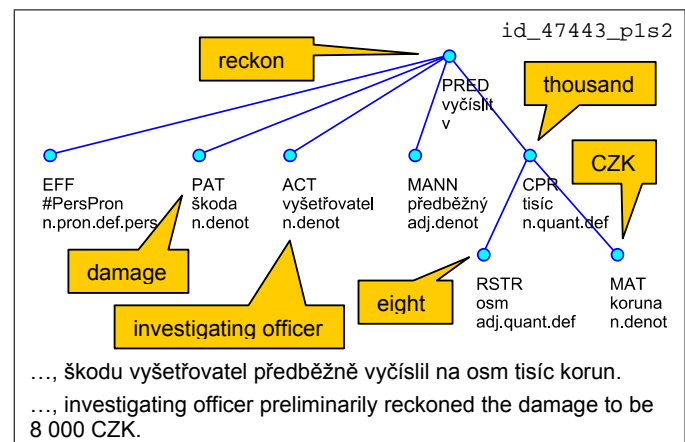 id_47443_p1s2
reckon
PRED
vyčíslit
v
thousand
CZK
EFF
#PersPron
n.pron.def.pers
PAT
škoda
n.denot
ACT
vyšetřovatel
n.denot
MANN
předběžný
adj.denot
CPR
tisíc
n.quant.def
damage
investigating officer
eight
RSTR
osm
adj.quant.def
MAT
koruna
n.denot
…, škodu vyšetřovatel předběžně vyčíslil na osm tisíc korun.
…, investigating officer preliminarily reckoned the damage to be
8 000 CZK.